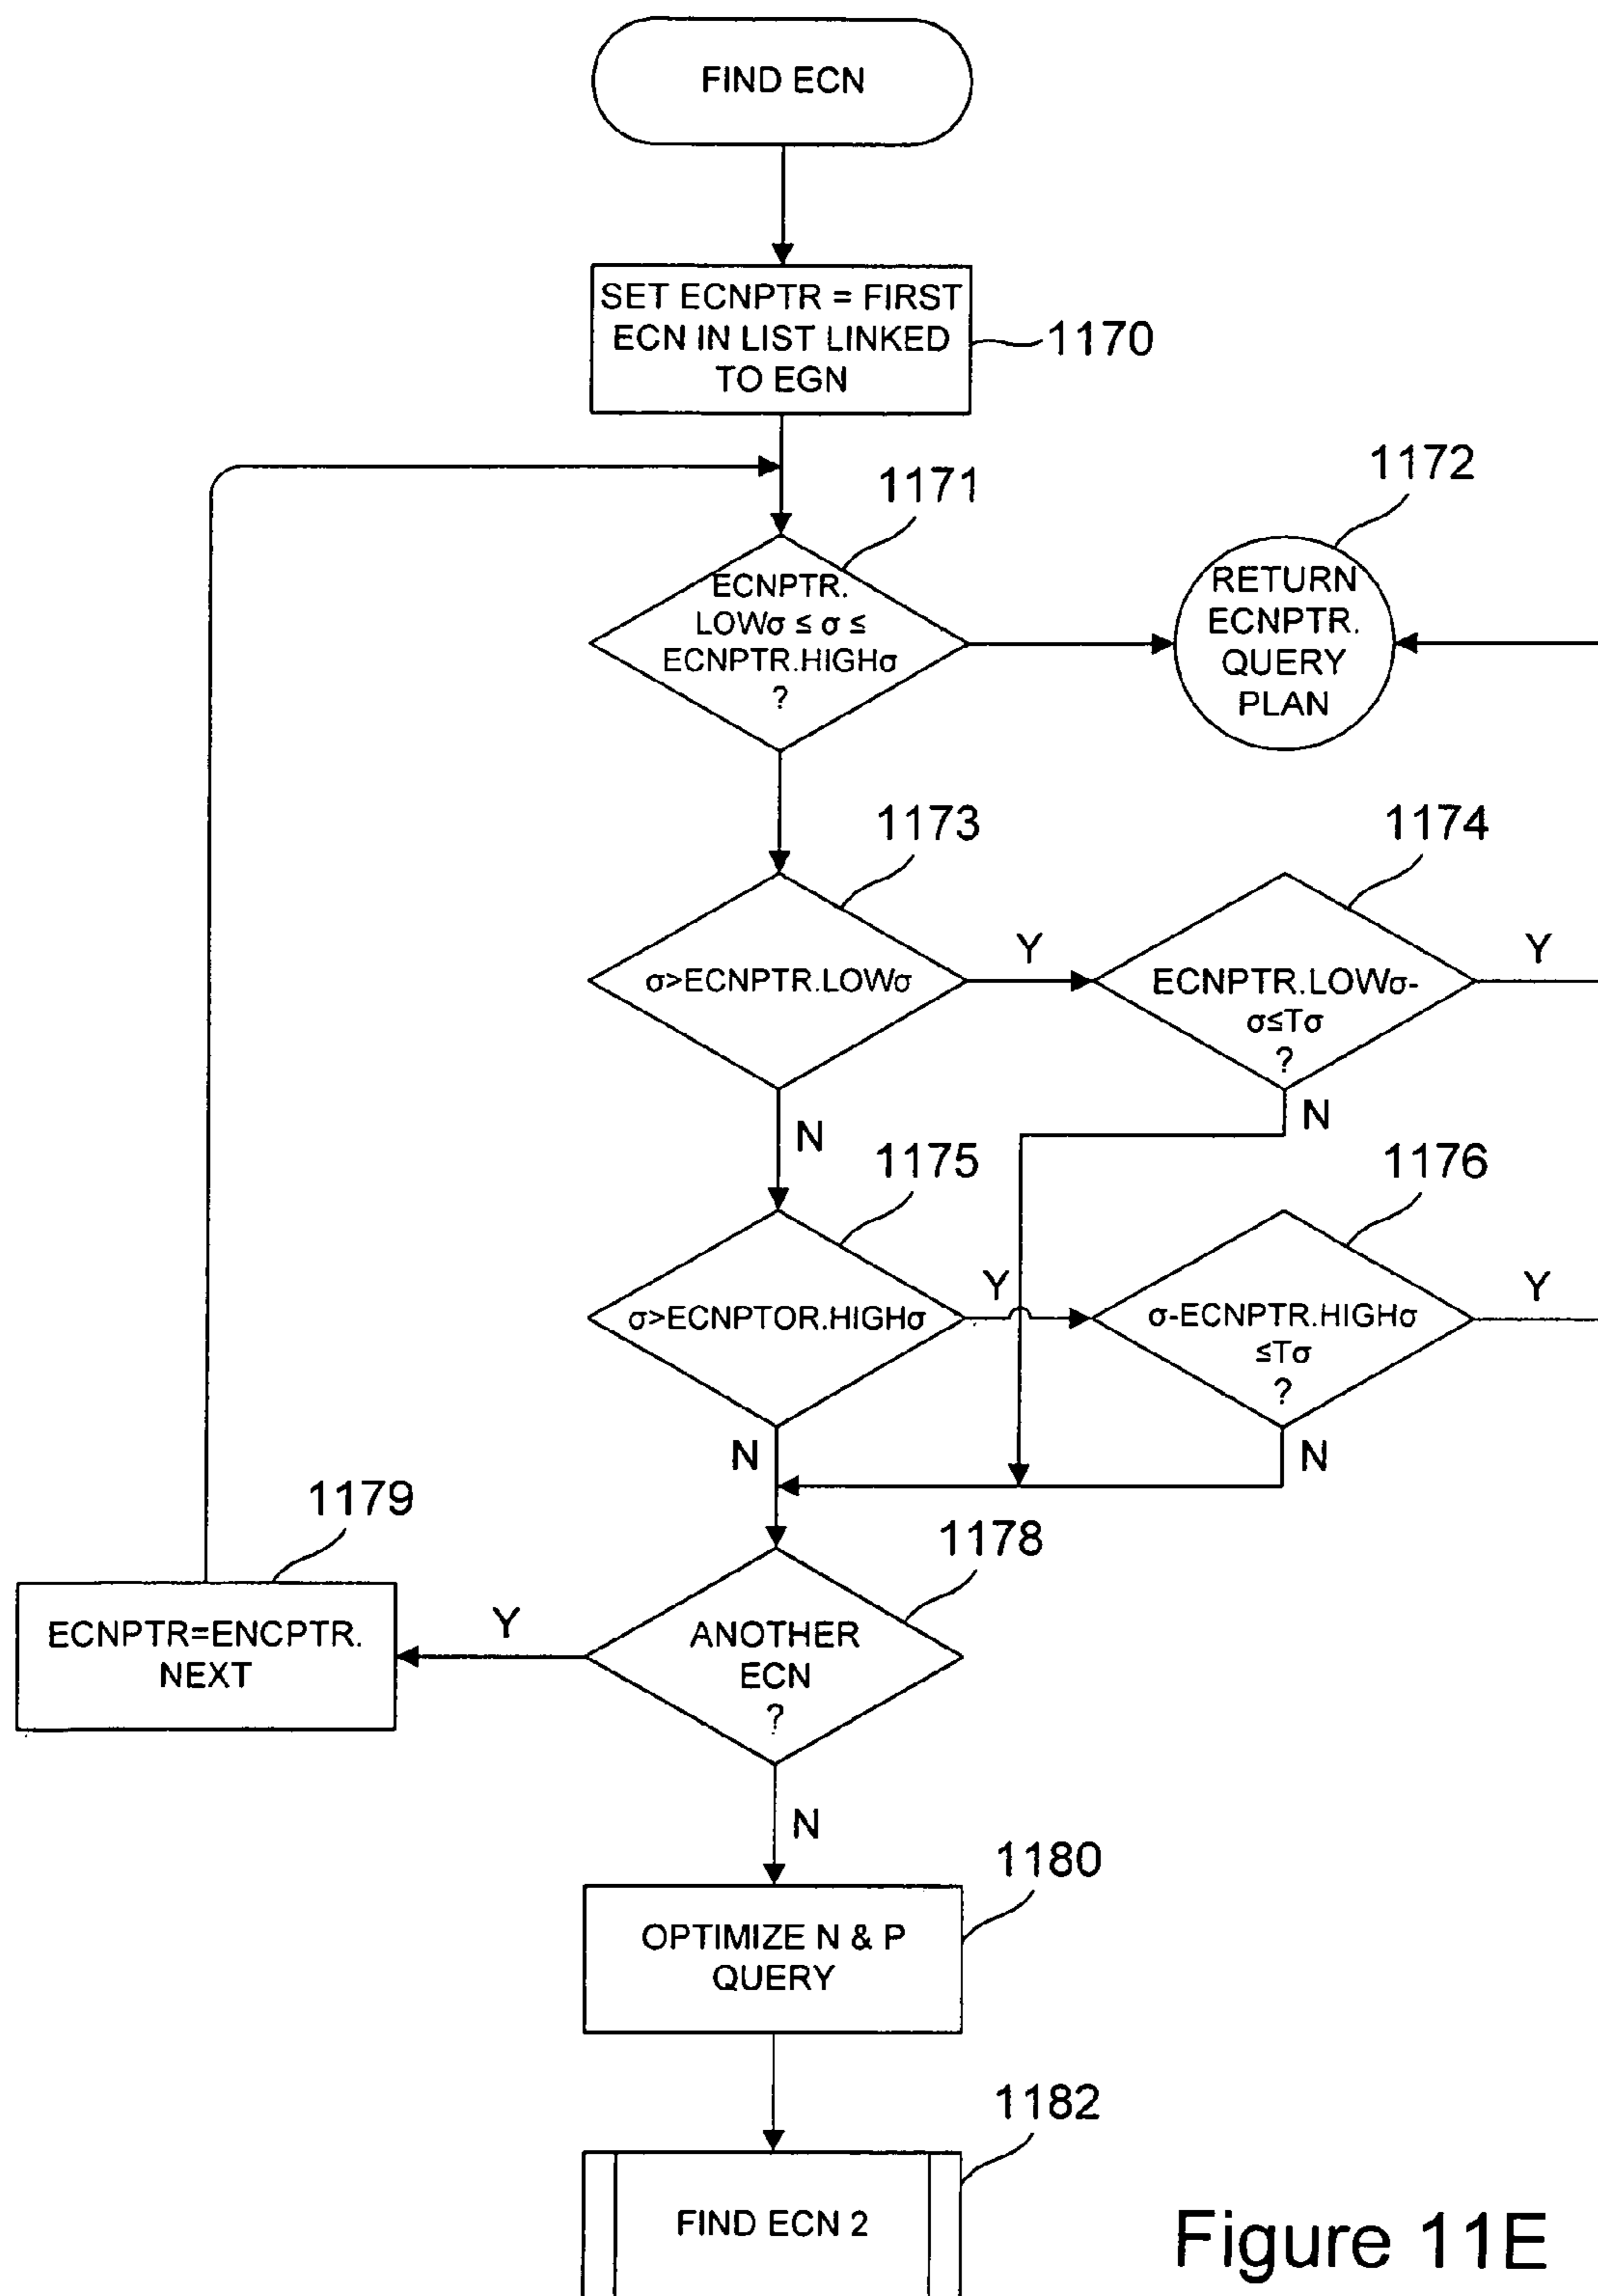 FIND ECN
SET ECNPTR = FIRST
ECN IN LIST LINKED
TO EGN
1170
1171
ECNPTR.
LOWσ ≤ σ ≤
ECNPTR.HIGHσ
?
1172
RETURN
ECNPTR.
QUERY
PLAN
1173
σ>ECNPTR.LOWσ
Y
N
1174
ECNPTR.LOWσ-
σ≤Tσ
?
Y
N
1175
σ>ECNPTOR.HIGHσ
Y
N
1176
σ-ECNPTR.HIGHσ
≤Tσ
?
Y
N
1178
ANOTHER
ECN
?
Y
N
1179
ECNPTR=ENCPTR.
NEXT
1180
OPTIMIZE N & P
QUERY
1182
FIND ECN 2
Figure 11E